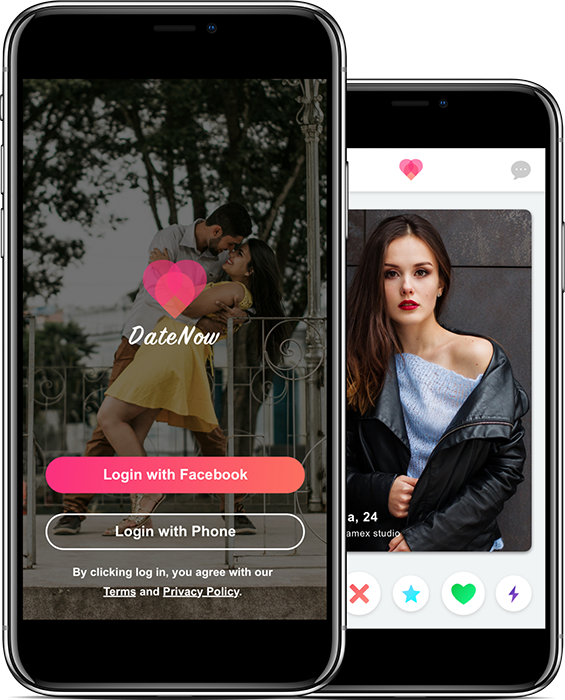 DateNow
Login with Facebook
Login with Phone
By clicking log in, you agree with our
Terms and Privacy Policy.
a, 24
amex studio